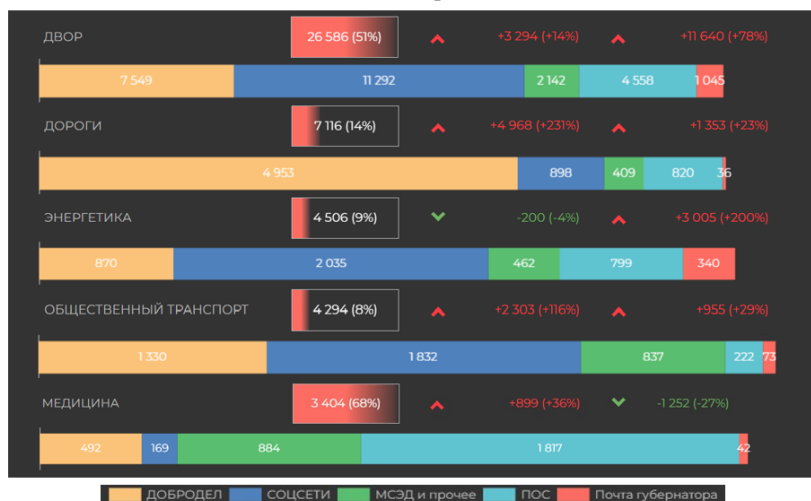 ДВОР 26 586 (51%) +3 294 (+14%) +11 640 (+78%)
7 549 11 292 2 142 4 558 1 045
ДОРОГИ 7 116 (14%) +4 968 (+231%) +1 353 (+23%)
4 953 898 409 820 36
ЭНЕРГЕТИКА 4 506 (9%) -200 (-4%) +3 005 (+200%)
870 2 035 462 799 340
ОБЩЕСТВЕННЫЙ ТРАНСПОРТ 4 294 (8%) +2 303 (+116%) +955 (+29%)
1 330 1 832 837 222 73
МЕДИЦИНА 3 404 (68%) +899 (+36%) -1 252 (-27%)
492 169 884 1 817 42
ДОБРОДЕЛ СОЦСЕТИ МСЭД и прочее ПОС Почта губернатора